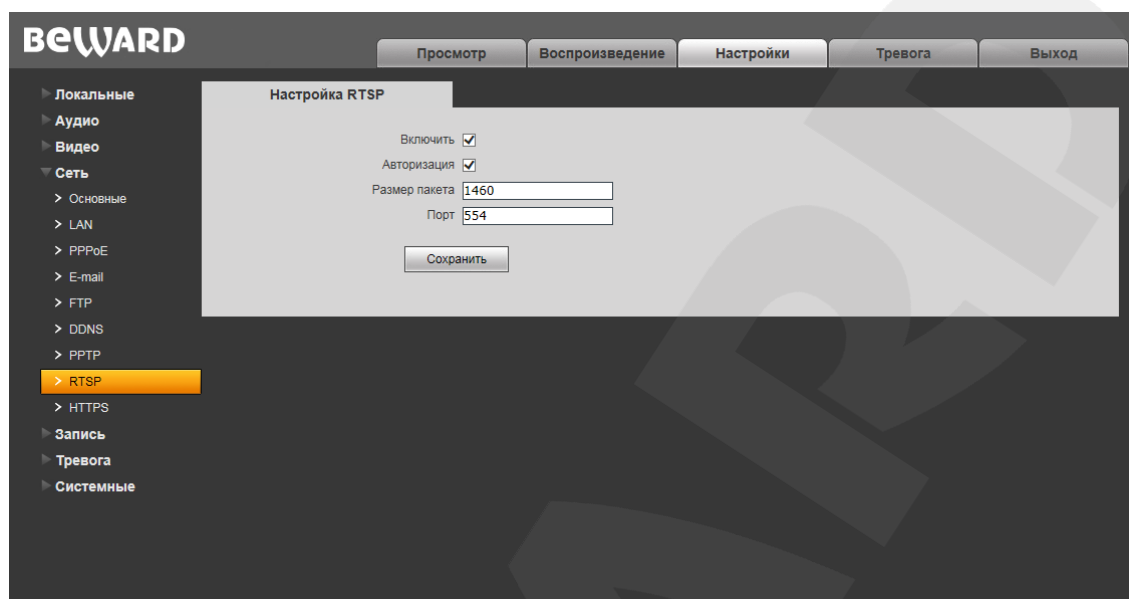 BEWARD
Просмотр Воспроизведение Настройки Тревога Выход
Локальные
Аудио
Видео
Сеть
> Основные
> LAN
> PPPoE
> E-mail
> FTP
> DDNS
> PPTP
> RTSP
> HTTPS
Запись
Тревога
Системные
Настройка RTSP
Включить
Авторизация
Размер пакета 1460
Порт 554
Сохранить